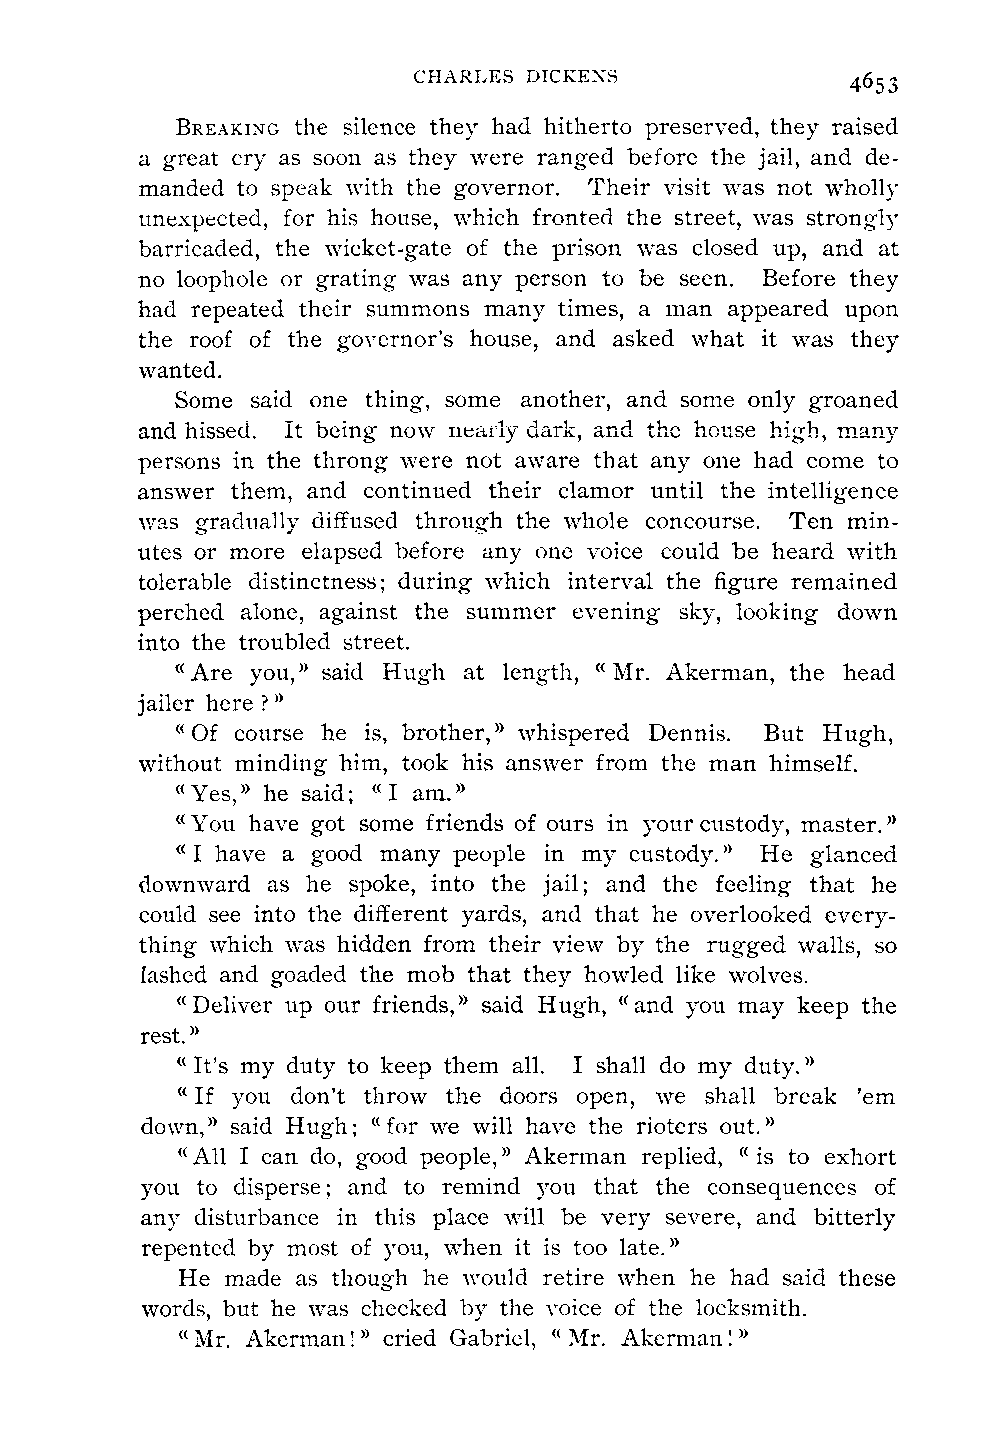 CHARLES DICKENS 4653
BREAKING the silence they had hitherto preserved, they raised
a great cry as soon as they were ranged before the jail, and de-
manded to speak with the governor. Their visit was not wholly
unexpected, for his house, which fronted the street, was strongly
barricaded, the wicket-gate of the prison was closed up, and at
no loophole or grating was any person to be seen. Before they
had repeated their summons many times, a man appeared upon
the roof of the governor's house, and asked what it was they
wanted.
Some said one thing, some another, and some only groaned
and hissed. It being now nearly dark, and the house high, many
persons in the throng were not aware that any one had come to
answer them, and continued their clamor until the intelligence
was gradually diffused through the whole concourse. Ten min-
utes or more elapsed before any one voice could be heard with
tolerable distinctness; during which interval the figure remained
perched alone, against the summer evening sky, looking down
into the troubled street.
«Are you,» said Hugh at length, «Mr. Akerman, the head
jailer here?»
«Of course he is, brother,» whispered Dennis. But Hugh,
without minding him, took his answer from the man himself.
«Yes,» he said; «I am.»
«You have got some friends of ours in your custody, master.»
«I have a good many people in my custody.» He glanced
downward as he spoke, into the jail; and the feeling that he
could see into the different yards, and that he overlooked every-
thing which was hidden from their view by the rugged walls, so
lashed and goaded the mob that they howled like wolves.
«Deliver up our friends,» said Hugh, «and you may keep the
rest.»
«It's my duty to keep them all. I shall do my duty.»
«If you don't throw the doors open, we shall break 'em
down,» said Hugh; «for we will have the rioters out.»
«All I can do, good people,» Akerman replied, «is to exhort
you to disperse; and to remind you that the consequences of
any disturbance in this place will be very severe, and bitterly
repented by most of you, when it is too late.»
He made as though he would retire when he had said these
words, but he was checked by the voice of the locksmith.
«Mr. Akerman!» cried Gabriel, «Mr. Akerman!»